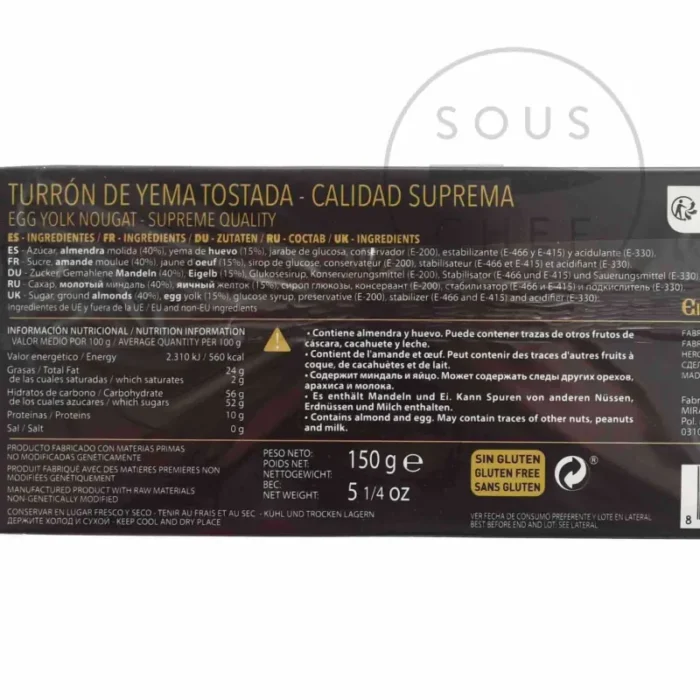 SOUS
TURRÓN DE YEMA TOSTADA - CALIDAD SUPREMA
EGG YOLK NOUGAT - SUPREME QUALITY
ES - INGREDIENTES / FR - INGRÉDIENTS / DU - ZUTATEN / RU - СОСТАВ / UK - INGREDIENTS
ES - Azúcar, almendra molida (40%), yema de huevo (15%), jarabe de glucosa, conservador (E-200), estabilizante (E-466 y E-415) y acidulante (E-330).
FR - Sucre, amande moulue (40%), jaune d'oeuf (15%), sirop de glucose, conservateur (E-200), stabilisateur (E-466 et E-415) et acidifiant (E-330).
DU - Zucker, Gemahlene Mandeln (40%), Eigelb (15%), Glukosesirup, Konservierungsmittel (E-200), Stabilisator (E-466 und E-415) und Sauerungsmittel (E-330)
RU - Сахар, молотый миндаль (40%), яичный желток (15%), сироп глюкозы, консервант (E-200), стабилизатор (E-466 и E-415) и подкислитель (E-330).
UK - Sugar, ground almonds (40%), egg yolk (15%), glucose syrup, preservative (E-200), stabilizer (E-466 and E-415) and acidifier (E-330).
Ingredientes de UE y fuera de la UE / EU and non-EU ingredients
INFORMACIÓN NUTRICIONAL / NUTRITION INFORMATION
VALOR MEDIO POR 100 g / AVERAGE QUANTITY PER 100 g
Valor energético / Energy 2.310 kJ / 560 kcal
Grasas / Total Fat 24 g
de las cuales saturadas / which saturates 2 g
Hidratos de carbono / Carbohydrate 56 g
de los cuales azúcares / which sugars 52 g
Proteínas / Proteins 10 g
Sal / Salt 0 g
• Contiene almendra y huevo. Puede contener trazas de otros frutos de
cáscara, cacahuete y leche.
• Contient de l'amande et œuf. Peut contenir des traces d'autres fruits à
coque, de cacahuètes et de lait.
• Содержит миндаль и яйцо. Может содержать следы других орехов,
арахиса и молока.
• Es enthält Mandeln und Ei. Kann Spuren von anderen Nüssen,
Erdnüssen und Milch enthalten.
• Contains almond and egg. May contain traces of other nuts, peanuts
and milk.
PRODUCTO FABRICADO CON MATERIAS PRIMAS
NO MODIFICADAS GENÉTICAMENTE
PRODUIT FABRIQUÉ AVEC DES MATIÈRES PREMIÈRES NON
MODIFIÉES GÉNÉTIQUEMENT
MANUFACTURED PRODUCT WITH RAW MATERIALS
NON-GENETICALLY MODIFIED
CONSERVAR EN LUGAR FRESCO Y SECO - TENIR AU FRAIS ET AU SEC - KÜHL UND TROCKEN LAGERN
ДЕРЖИТЕ ХОЛОД И СУХОЙ - KEEP COOL AND DRY PLACE
PESO NETO:
POIDS NET:
NETTOGEWICHT:
ВЕС:
NET WEIGHT:
150 g e
5 1/4 oz
SIN GLUTEN
GLUTEN FREE
SANS GLUTEN
®
VER FECHA DE CONSUMO PREFERENTE Y LOTE EN LATERAL
BEST BEFORE END AND LOT: SEE LATERAL
FABR
HERO
СДЕЛ
MAD
Fab
MIRA
Pol.
0310
8